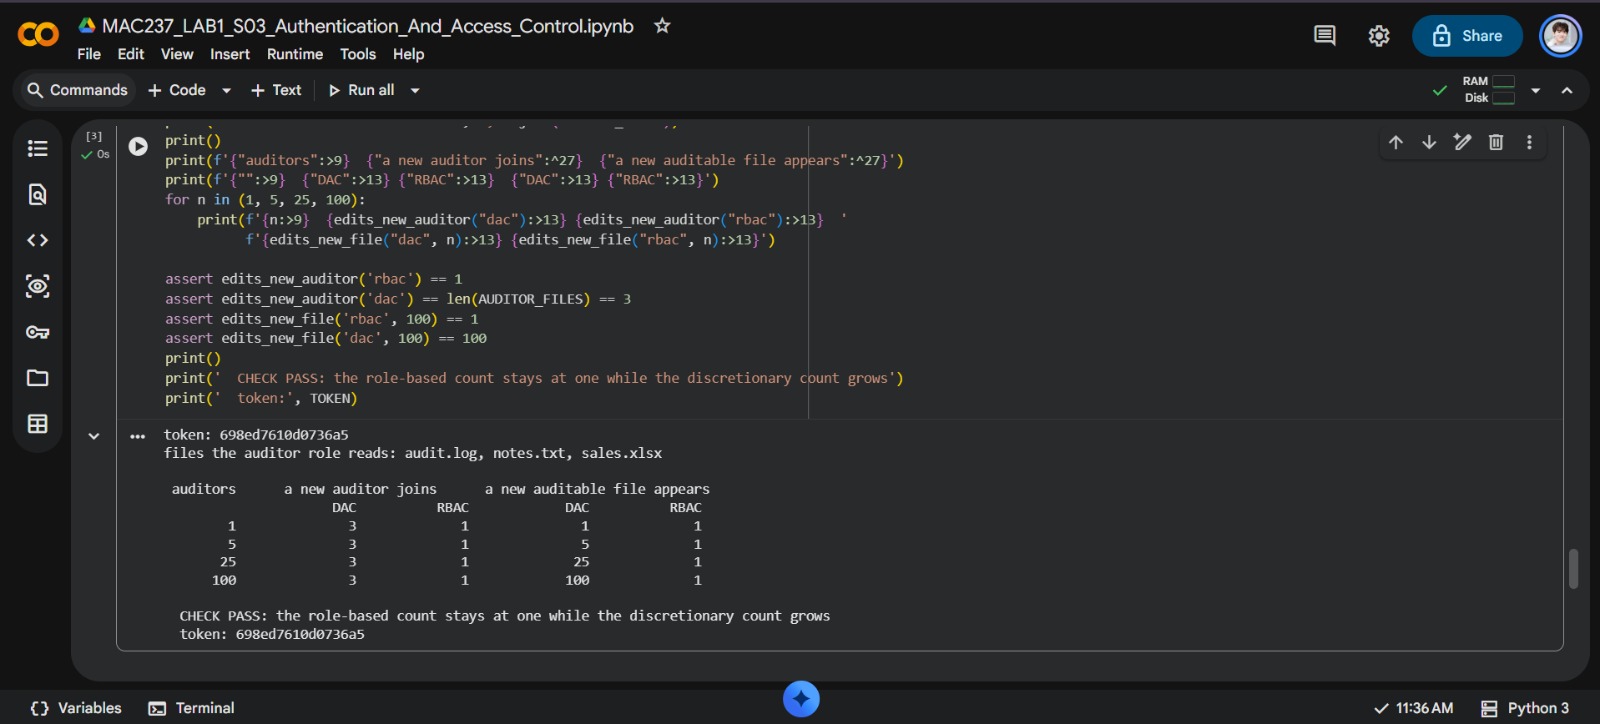 MAC237_LAB1_S03_Authentication_And_Access_Control.ipynb
File Edit View Insert Runtime Tools Help
Share
Commands + Code + Text Run all
RAM
Disk
[3]
0s
print()
print(f'{"auditors":>9}  {"a new auditor joins":^27}  {"a new auditable file appears":^27}')
print(f'{"":>9}  {"DAC":>13} {"RBAC":>13}  {"DAC":>13} {"RBAC":>13}')
for n in (1, 5, 25, 100):
    print(f'{n:>9}  {edits_new_auditor("dac"):>13} {edits_new_auditor("rbac"):>13}  '
          f'{edits_new_file("dac", n):>13} {edits_new_file("rbac", n):>13}')
assert edits_new_auditor('rbac') == 1
assert edits_new_auditor('dac') == len(AUDITOR_FILES) == 3
assert edits_new_file('rbac', 100) == 1
assert edits_new_file('dac', 100) == 100
print()
print('  CHECK PASS: the role-based count stays at one while the discretionary count grows')
print('  token:', TOKEN)
token: 698ed7610d0736a5
files the auditor role reads: audit.log, notes.txt, sales.xlsx
auditors a new auditor joins a new auditable file appears
DAC RBAC DAC RBAC
1 3 1 1 1
5 3 1 5 1
25 3 1 25 1
100 3 1 100 1
CHECK PASS: the role-based count stays at one while the discretionary count grows
token: 698ed7610d0736a5
Variables Terminal 11:36 AM Python 3